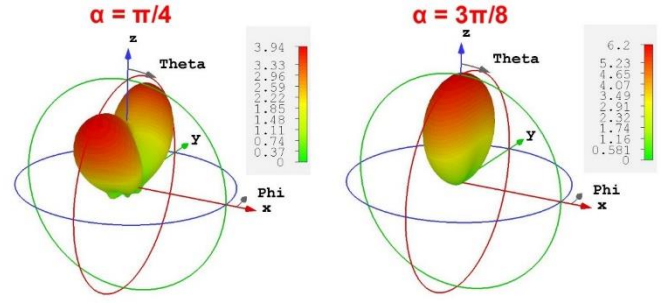 α = π/4
z
Theta
y
Phi
x
3.94
3.33
2.96
2.59
2.22
1.85
1.48
1.11
0.74
0.37
0
α = 3π/8
z
Theta
y
Phi
x
6.2
5.23
4.65
4.07
3.49
2.91
2.32
1.74
1.16
0.581
0